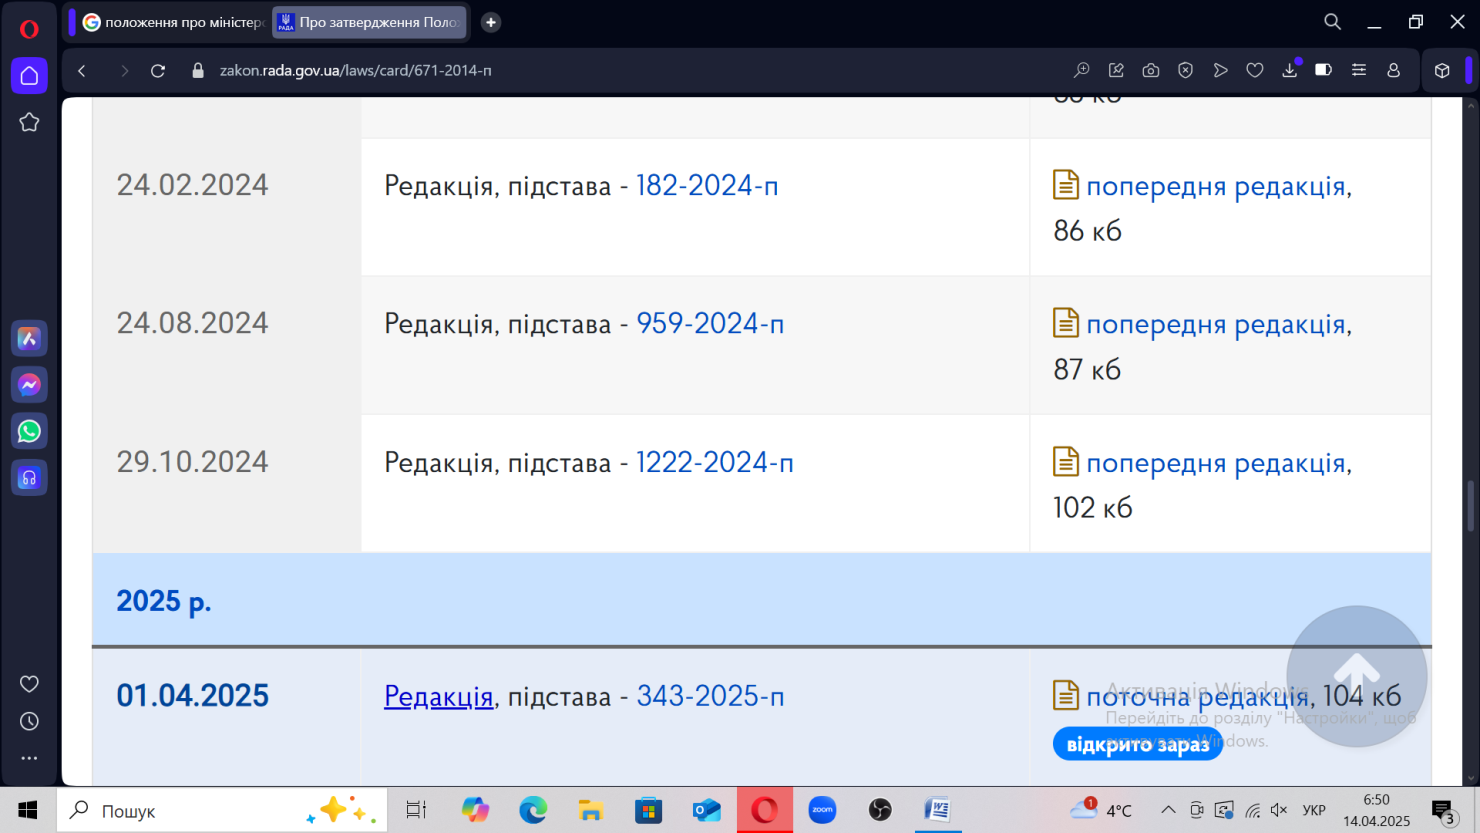 положення про міністер
РАДА
Про затвердження Поло
zakon.rada.gov.ua/laws/card/671-2014-п
24.02.2024
Редакція, підстава - 182-2024-п
попередня редакція,
86 кб
24.08.2024
Редакція, підстава - 959-2024-п
попередня редакція,
87 кб
29.10.2024
Редакція, підстава - 1222-2024-п
попередня редакція,
102 кб
2025 р.
01.04.2025
Редакція, підстава - 343-2025-п
поточна редакція, 104 кб
відкрито зараз
Активація Windows
Перейдіть до розділу "Настройки", щоб
Windows.
Пошук
zoom
1
4°C
УКР
6:50
14.04.2025
3